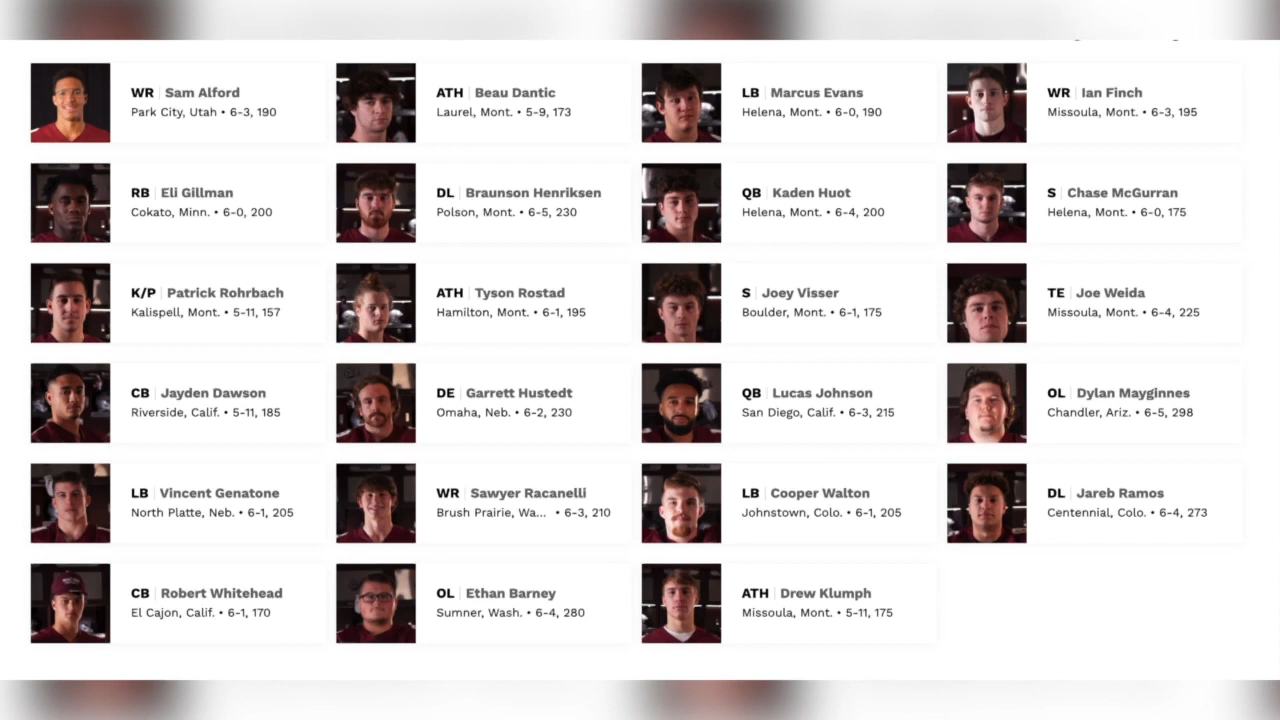 WR Sam Alford
Park City, Utah • 6-3, 190
ATH Beau Dantic
Laurel, Mont. • 5-9, 173
LB Marcus Evans
Helena, Mont. • 6-0, 190
WR Ian Finch
Missoula, Mont. • 6-3, 195
RB Eli Gillman
Cokato, Minn. • 6-0, 200
DL Braunson Henriksen
Polson, Mont. • 6-5, 230
QB Kaden Huot
Helena, Mont. • 6-4, 200
S Chase McGurran
Helena, Mont. • 6-0, 175
K/P Patrick Rohrbach
Kalispell, Mont. • 5-11, 157
ATH Tyson Rostad
Hamilton, Mont. • 6-1, 195
S Joey Visser
Boulder, Mont. • 6-1, 175
TE Joe Weida
Missoula, Mont. • 6-4, 225
CB Jayden Dawson
Riverside, Calif. • 5-11, 185
DE Garrett Hustedt
Omaha, Neb. • 6-2, 230
QB Lucas Johnson
San Diego, Calif. • 6-3, 215
OL Dylan Mayginnes
Chandler, Ariz. • 6-5, 298
LB Vincent Genatone
North Platte, Neb. • 6-1, 205
WR Sawyer Racanelli
Brush Prairie, Wa... • 6-3, 210
LB Cooper Walton
Johnstown, Colo. • 6-1, 205
DL Jareb Ramos
Centennial, Colo. • 6-4, 273
CB Robert Whitehead
El Cajon, Calif. • 6-1, 170
OL Ethan Barney
Sumner, Wash. • 6-4, 280
ATH Drew Klumph
Missoula, Mont. • 5-11, 175